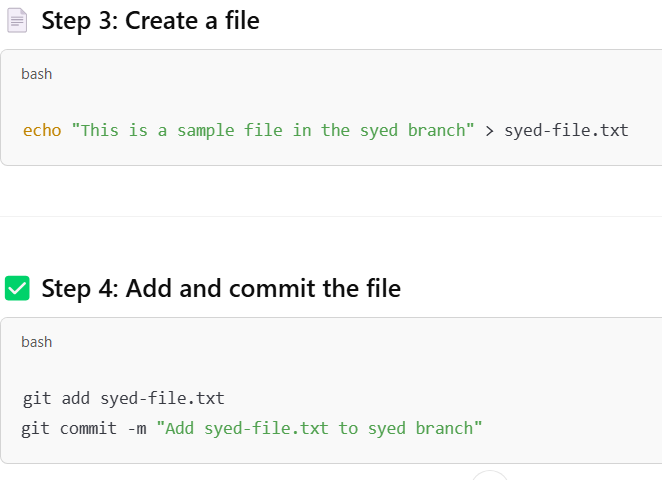 Step 3: Create a file
bash
echo "This is a sample file in the syed branch" > syed-file.txt
Step 4: Add and commit the file
bash
git add syed-file.txt
git commit -m "Add syed-file.txt to syed branch"